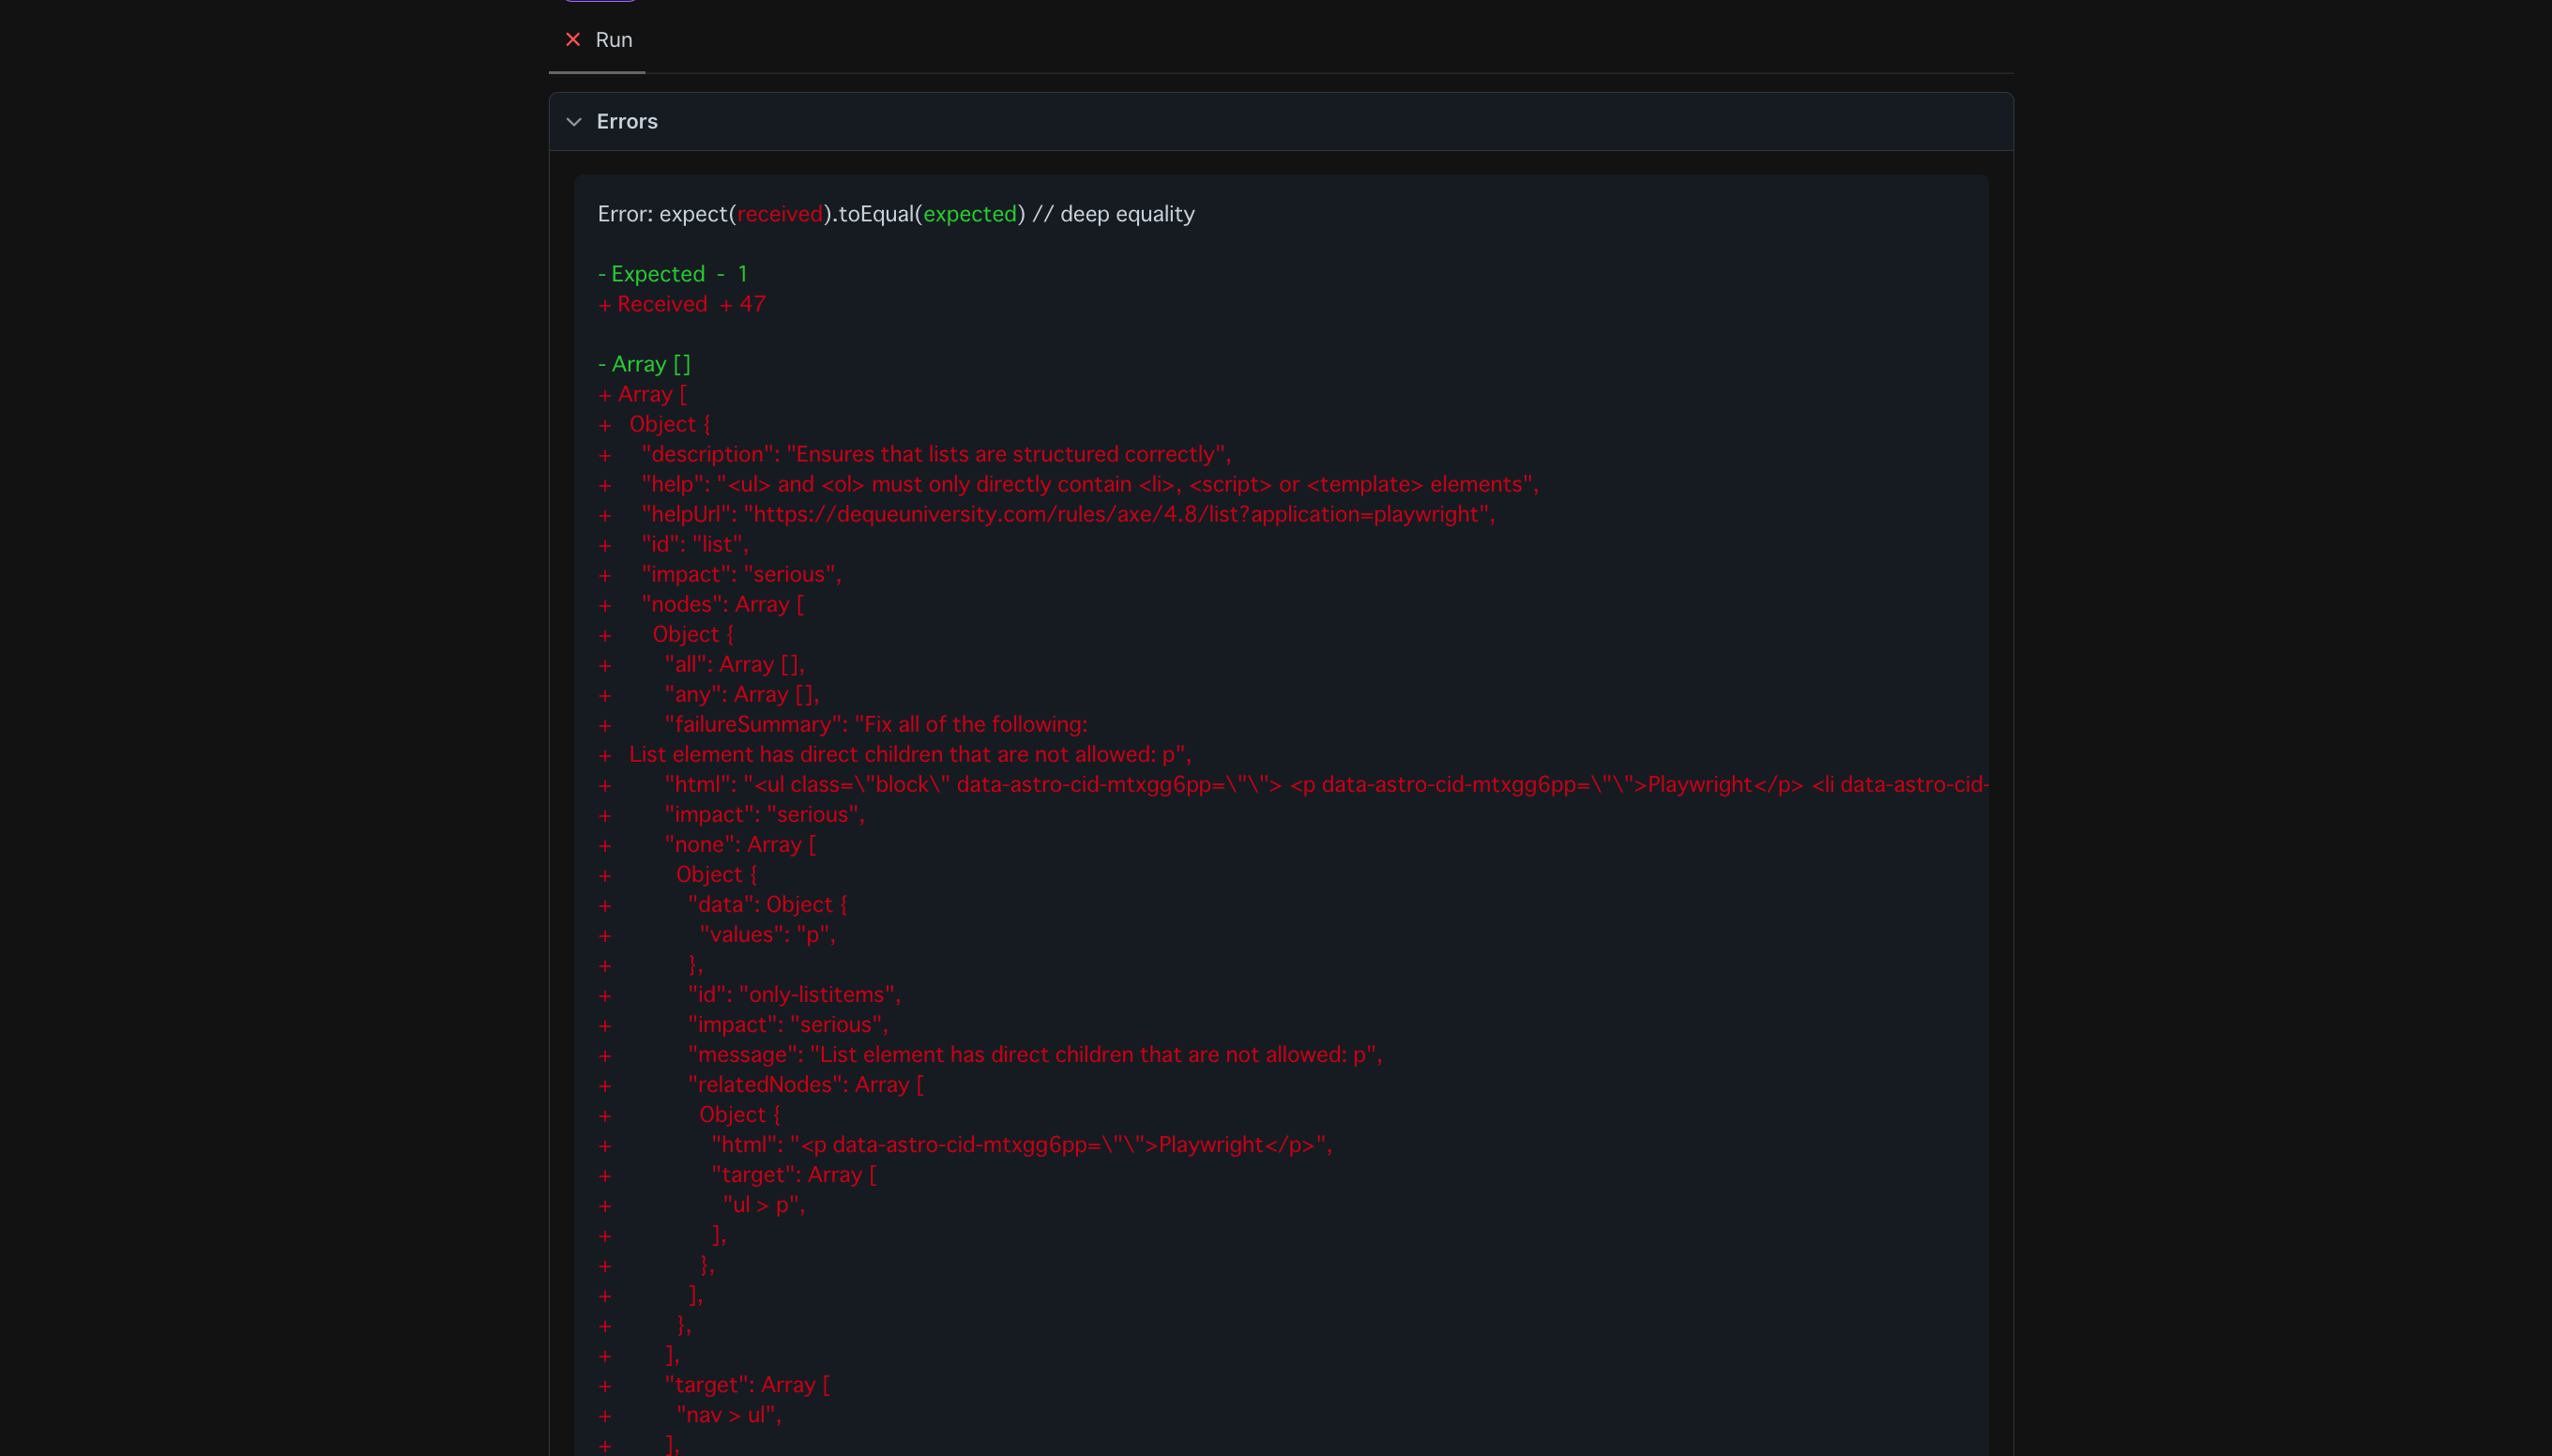 Run
Errors
Error: expect(received).toEqual(expected) // deep equality
- Expected - 1
+ Received + 47
- Array []
+ Array [
+ Object {
+ "description": "Ensures that lists are structured correctly",
+ "help": "<ul> and <ol> must only directly contain <li>, <script> or <template> elements",
+ "helpUrl": "https://dequeuniversity.com/rules/axe/4.8/list?application=playwright",
+ "id": "list",
+ "impact": "serious",
+ "nodes": Array [
+ Object {
+ "all": Array [],
+ "any": Array [],
+ "failureSummary": "Fix all of the following:
+ List element has direct children that are not allowed: p",
+ "html": "<ul class=\"block\" data-astro-cid-mtxgg6pp=\"\"> <p data-astro-cid-mtxgg6pp=\"\">Playwright</p> <li data-astro-cid-
+ "impact": "serious",
+ "none": Array [
+ Object {
+ "data": Object {
+ "values": "p",
+ },
+ "id": "only-listitems",
+ "impact": "serious",
+ "message": "List element has direct children that are not allowed: p",
+ "relatedNodes": Array [
+ Object {
+ "html": "<p data-astro-cid-mtxgg6pp=\"\">Playwright</p>",
+ "target": Array [
+ "ul > p",
+ ],
+ },
+ ],
+ },
+ ],
+ "target": Array [
+ "nav > ul",
+ ],